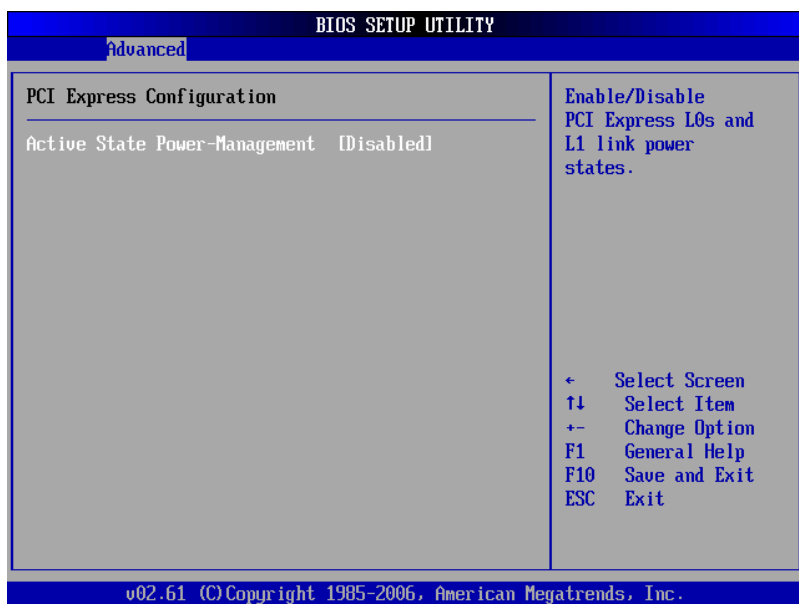 BIOS SETUP UTILITY
Advanced
PCI Express Configuration
Active State Power-Management [Disabled]
Enable/Disable
PCI Express L0s and
L1 link power
states.
← Select Screen
↑↓ Select Item
+- Change Option
F1 General Help
F10 Save and Exit
ESC Exit
v02.61 (C)Copyright 1985-2006, American Megatrends, Inc.